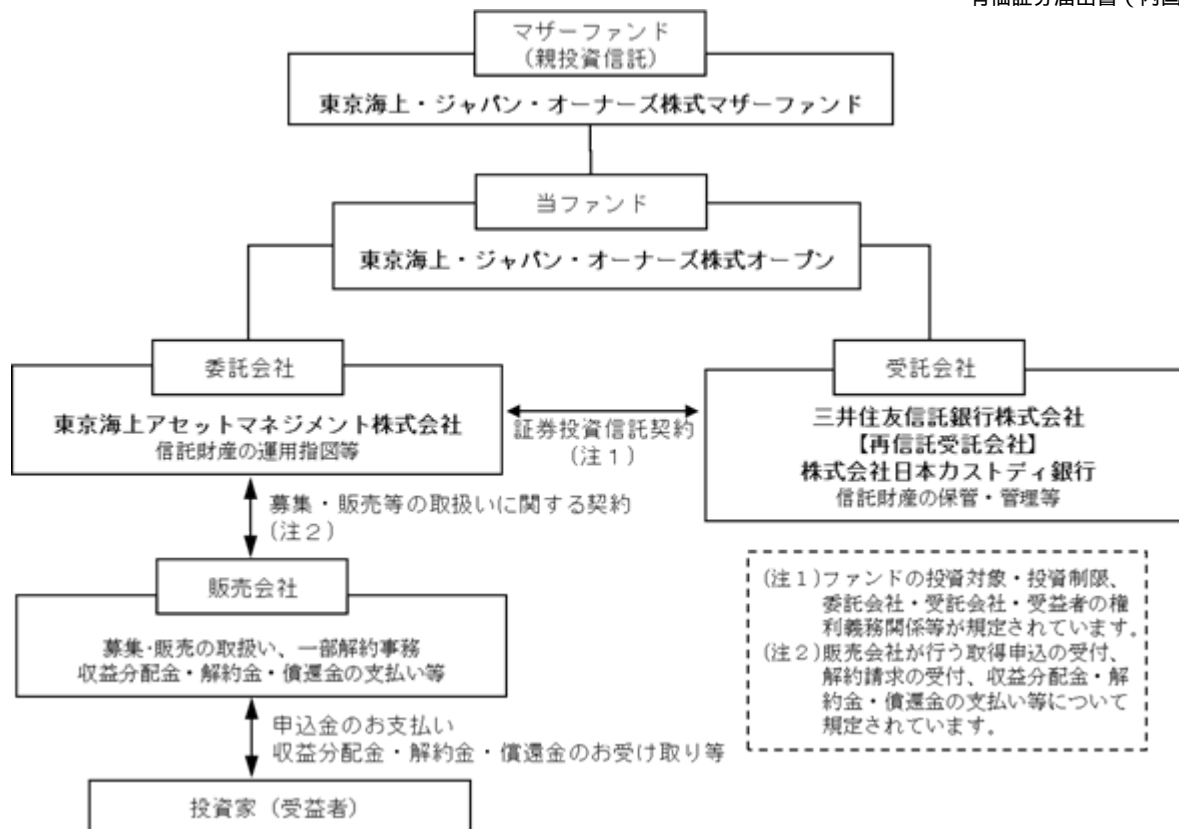 有価証券届出書（内国
マザーファンド
（親投資信託）
東京海上・ジャパン・オーナーズ株式マザーファンド
当ファンド
東京海上・ジャパン・オーナーズ株式オープン
委託会社
東京海上アセットマネジメント株式会社
信託財産の運用指図等
証券投資信託契約
（注１）
受託会社
三井住友信託銀行株式会社
【再信託受託会社】
株式会社日本カストディ銀行
信託財産の保管・管理等
募集・販売等の取扱いに関する契約
（注２）
販売会社
募集・販売の取扱い、一部解約事務
収益分配金・解約金・償還金の支払い等
申込金のお支払い
収益分配金・解約金・償還金のお受け取り等
投資家（受益者）
（注１）ファンドの投資対象・投資制限、
委託会社・受託会社・受益者の権
利義務関係等が規定されています。
（注２）販売会社が行う取得申込の受付、
解約請求の受付、収益分配金・解
約金・償還金の支払い等について
規定されています。